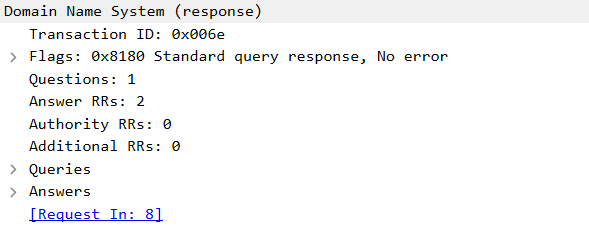 Domain Name System (response)
Transaction ID: 0x006e
Flags: 0x8180 Standard query response, No error
Questions: 1
Answer RRs: 2
Authority RRs: 0
Additional RRs: 0
Queries
Answers
[Request In: 8]